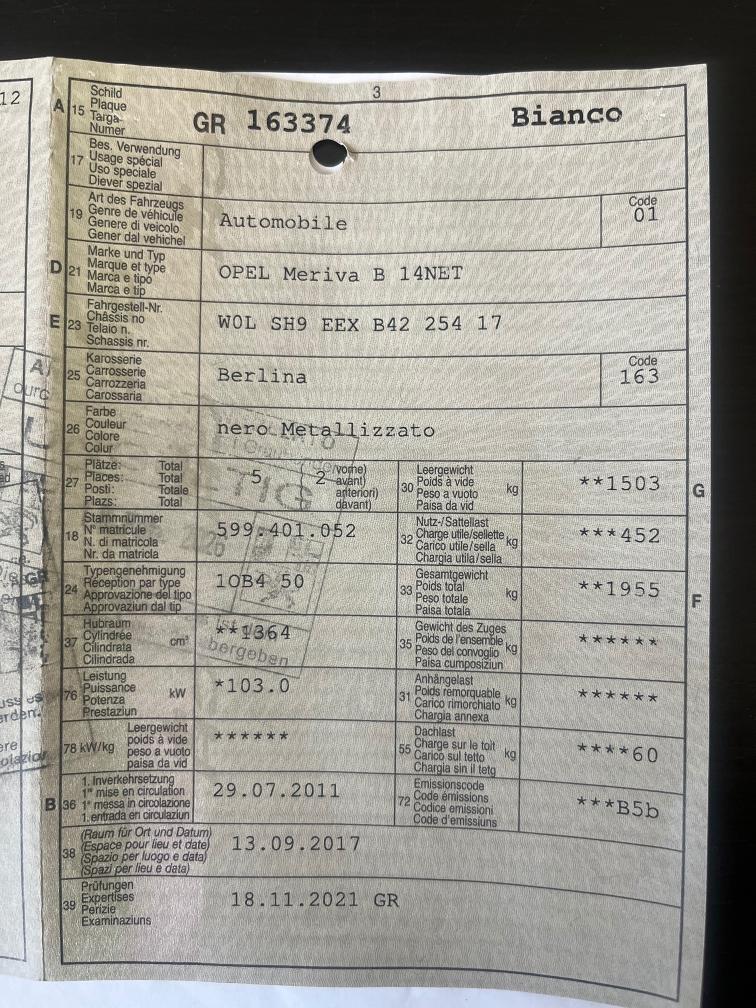 12
3
A 15 Schild GR 163374 Bianco
Plaque
Targa
Numer
17 Bes. Verwendung
Usage spécial
Uso speciale
Diever spezial
19 Art des Fahrzeugs Automobile Code
Genre de véhicule 01
Genere di veicolo
Gener dal vehichel
D 21 Marke und Typ OPEL Meriva B 14NET
Marque et type
Marca e tipo
Marca e tip
E 23 Fahrgestell-Nr. W0L SH9 EEX B42 254 17
Châssis no
Telaio n.
Schassis nr.
25 Karosserie Berlina Code
Carrosserie 163
Carrozzeria
Carossaria
26 Farbe nero Metallizzato
Couleur
Colore
Colur
27 Plätze: Total 5 2 (vorne)
Places: Total avant)
Posti: Totale anteriori)
Plazs: Total davant)
30 Leergewicht kg **1503 G
Poids à vide
Peso a vuoto
Paisa da vid
18 Stammnummer 599.401.052
N° matricule
N. di matricola
Nr. da matricla
32 Nutz-/Sattellast kg ***452
Charge utile/sellette
Carico utile/sella
Chargia utila/sella
24 Typengenehmigung 1OB4 50
Réception par type
Approvazione del tipo
Approvaziun dal tip
33 Gesamtgewicht kg **1955 F
Poids total
Peso totale
Paisa totala
37 Hubraum cm³ **1364
Cylindrée
Cilindrata
Cilindrada
35 Gewicht des Zuges kg ******
Poids de l'ensemble
Peso del convoglio
Paisa cumposiziun
76 Leistung kW *103.0
Puissance
Potenza
Prestaziun
31 Anhängelast kg ******
Poids remorquable
Carico rimorchiato
Chargia annexa
78 kW/kg Leergewicht ******
poids à vide
peso a vuoto
paisa da vid
55 Dachlast kg ****60
Charge sur le toit
Carico sul tetto
Chargia sin il tetg
B 36 1. Inverkehrsetzung 29.07.2011
1re mise en circulation
1a messa in circolazione
1. entrada en circulaziun
72 Emissionscode ***B5b
Code émissions
Codice emissioni
Code d'emissiuns
38 (Raum für Ort und Datum) 13.09.2017
(Espace pour lieu et date)
(Spazio per luogo e data)
(Spazi per lieu e data)
39 Prüfungen 18.11.2021 GR
Expertises
Perizie
Examinaziuns
bergeben